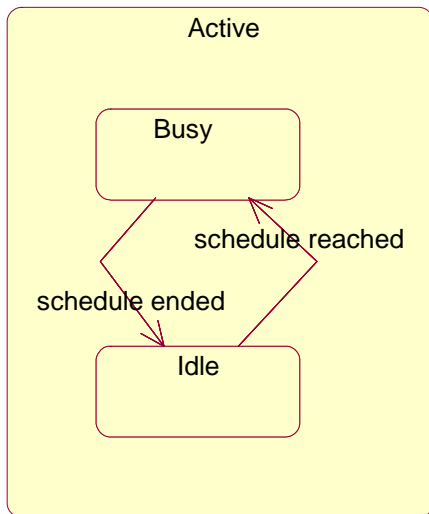 Active
Busy
schedule reached
schedule ended
Idle